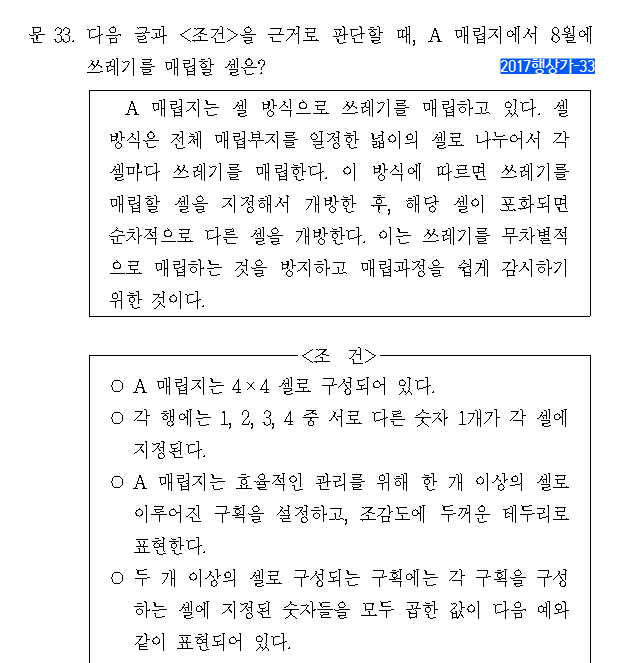 문 33. 다음 글과 <조건>을 근거로 판단할 때, A 매립지에서 8월에
쓰레기를 매립할 셀은?
2017행상가-33
A 매립지는 셀 방식으로 쓰레기를 매립하고 있다. 셀
방식은 전체 매립부지를 일정한 넓이의 셀로 나누어서 각
셀마다 쓰레기를 매립한다. 이 방식에 따르면 쓰레기를
매립할 셀을 지정해서 개방한 후, 해당 셀이 포화되면
순차적으로 다른 셀을 개방한다. 이는 쓰레기를 무차별적
으로 매립하는 것을 방지하고 매립과정을 쉽게 감시하기
위한 것이다.
<조 건>
○ A 매립지는 4×4 셀로 구성되어 있다.
○ 각 행에는 1, 2, 3, 4 중 서로 다른 숫자 1개가 각 셀에
지정된다.
○ A 매립지는 효율적인 관리를 위해 한 개 이상의 셀로
이루어진 구획을 설정하고, 조감도에 두꺼운 테두리로
표현한다.
○ 두 개 이상의 셀로 구성되는 구획에는 각 구획을 구성
하는 셀에 지정된 숫자들을 모두 곱한 값이 다음 예와
같이 표현되어 있다.